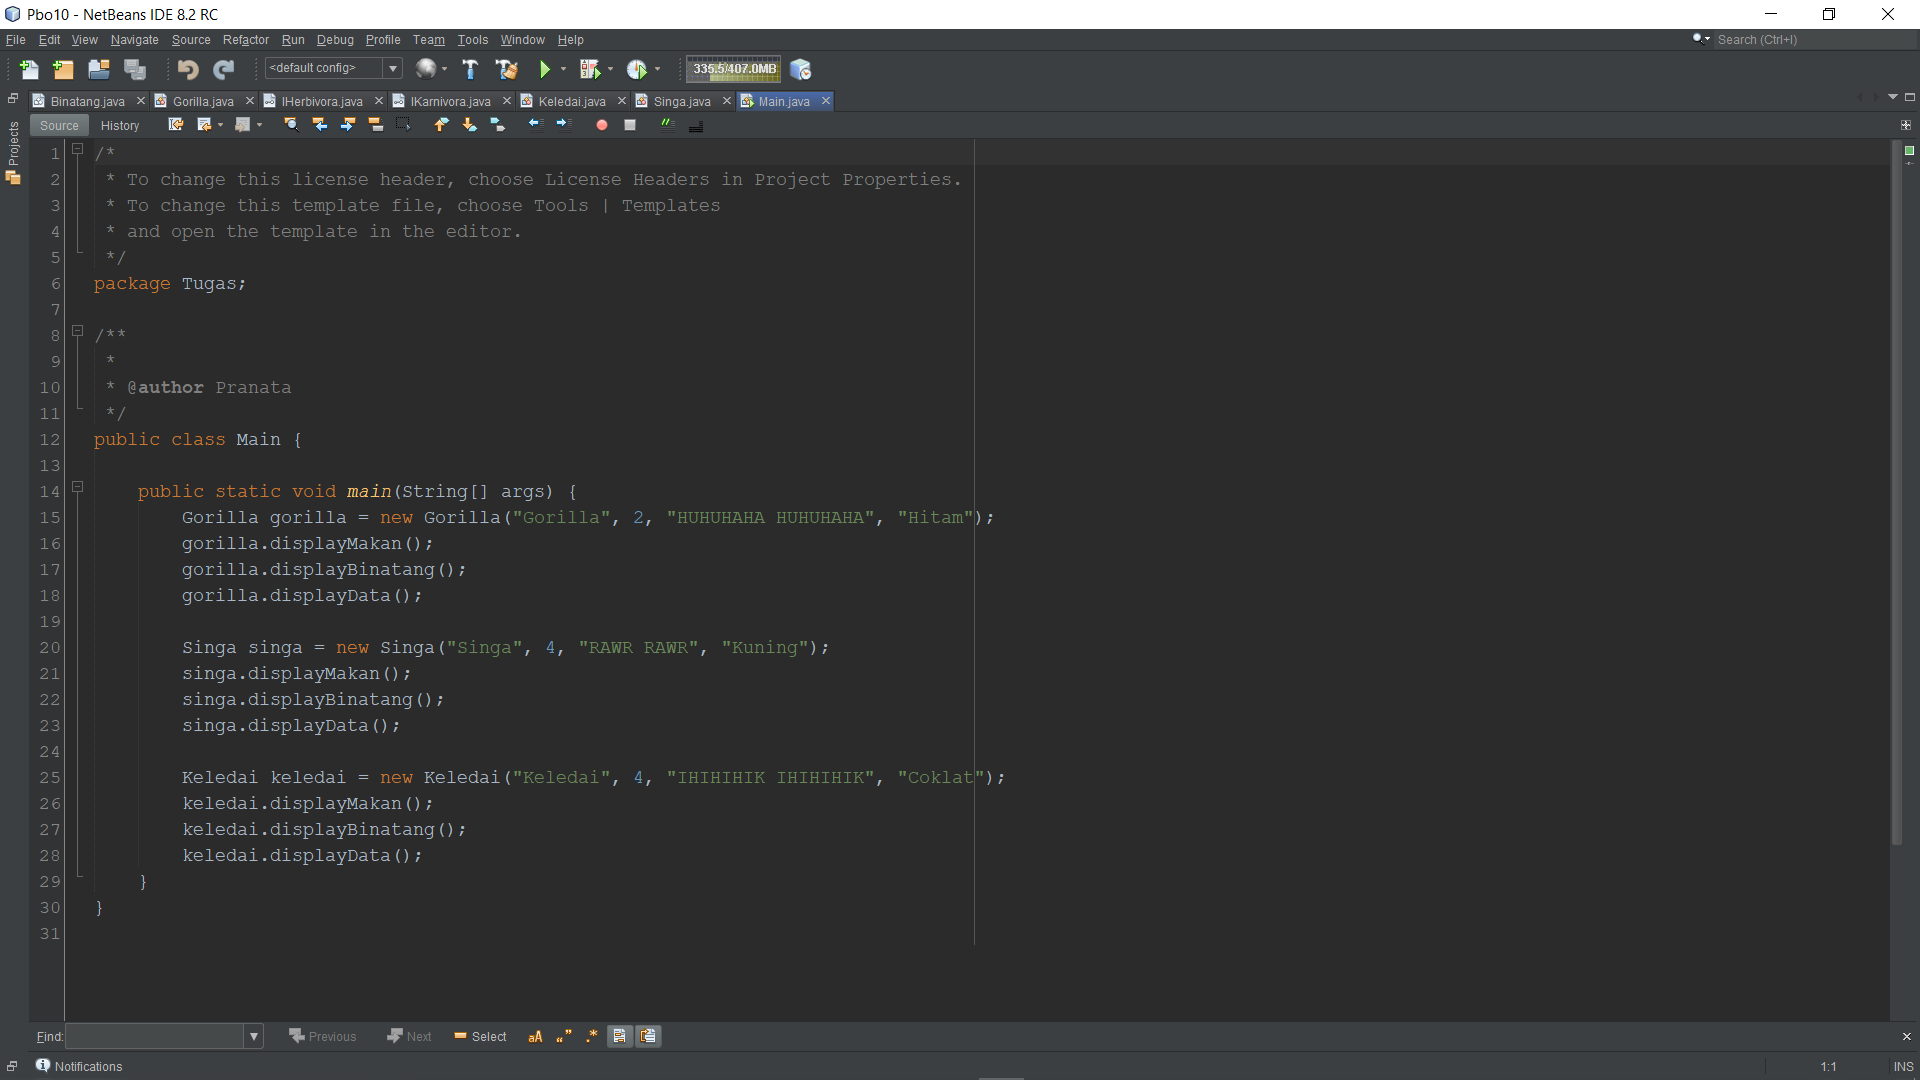 Pbo10 - NetBeans IDE 8.2 RC
File Edit View Navigate Source Refactor Run Debug Profile Team Tools Window Help
Search (Ctrl+I)
<default config>
335.5/407.0MB
Binatang.java Gorilla.java IHerbivora.java IKarnivora.java Keledai.java Singa.java Main.java
Source History
Projects
1 /*
2 * To change this license header, choose License Headers in Project Properties.
3 * To change this template file, choose Tools | Templates
4 * and open the template in the editor.
5 */
6 package Tugas;
7
8 /**
9 *
10 * @author Pranata
11 */
12 public class Main {
13
14 public static void main(String[] args) {
15 Gorilla gorilla = new Gorilla("Gorilla", 2, "HUHUHAHA HUHUHAHA", "Hitam");
16 gorilla.displayMakan();
17 gorilla.displayBinatang();
18 gorilla.displayData();
19
20 Singa singa = new Singa("Singa", 4, "RAWR RAWR", "Kuning");
21 singa.displayMakan();
22 singa.displayBinatang();
23 singa.displayData();
24
25 Keledai keledai = new Keledai("Keledai", 4, "IHIHIHIK IHIHIHIK", "Coklat");
26 keledai.displayMakan();
27 keledai.displayBinatang();
28 keledai.displayData();
29 }
30 }
31
Find: Previous Next Select aA
Notifications
1:1 INS